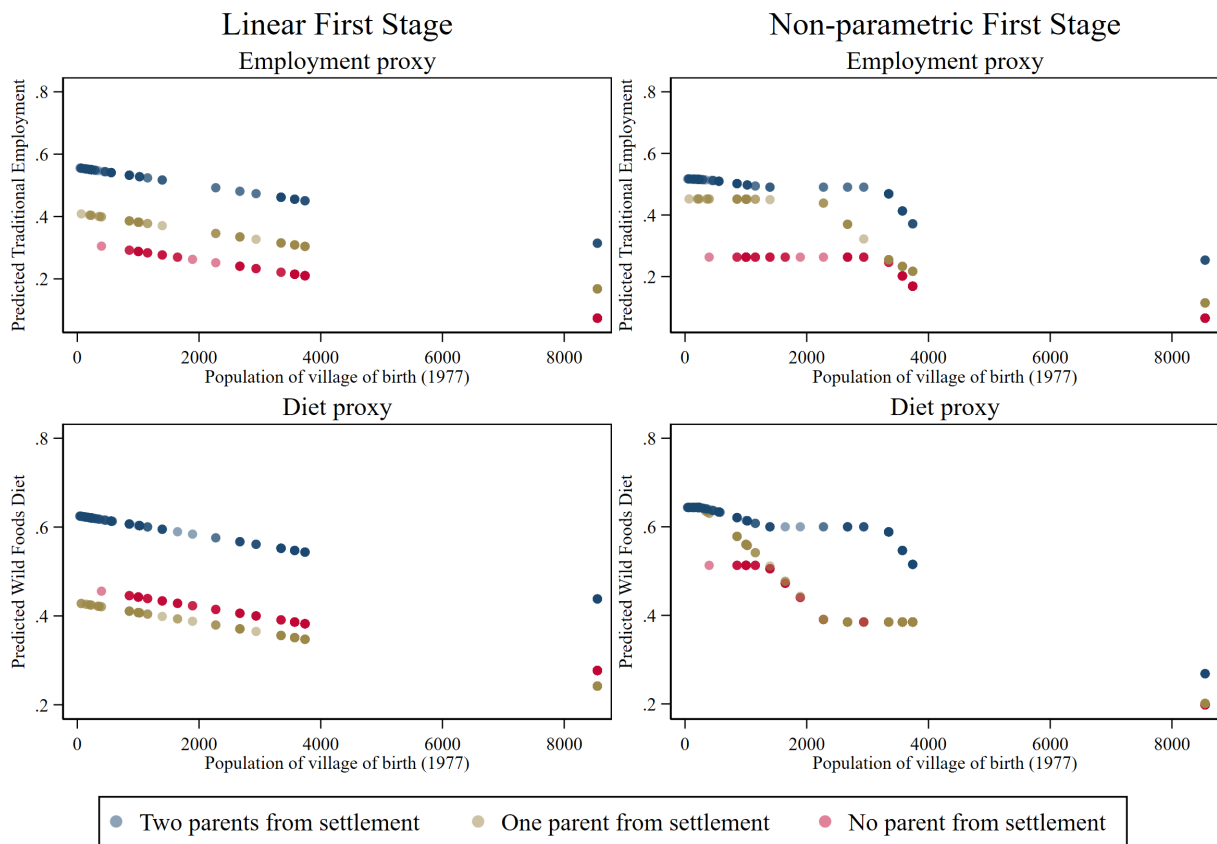 Linear First Stage
Non-parametric First Stage
Employment proxy
Employment proxy
Predicted Traditional Employment
.8
.6
.4
.2
0
2000
4000
6000
8000
Population of village of birth (1977)
Predicted Traditional Employment
.8
.6
.4
.2
0
2000
4000
6000
8000
Population of village of birth (1977)
Diet proxy
Diet proxy
Predicted Wild Foods Diet
.8
.6
.4
.2
0
2000
4000
6000
8000
Population of village of birth (1977)
Predicted Wild Foods Diet
.8
.6
.4
.2
0
2000
4000
6000
8000
Population of village of birth (1977)
Two parents from settlement
One parent from settlement
No parent from settlement